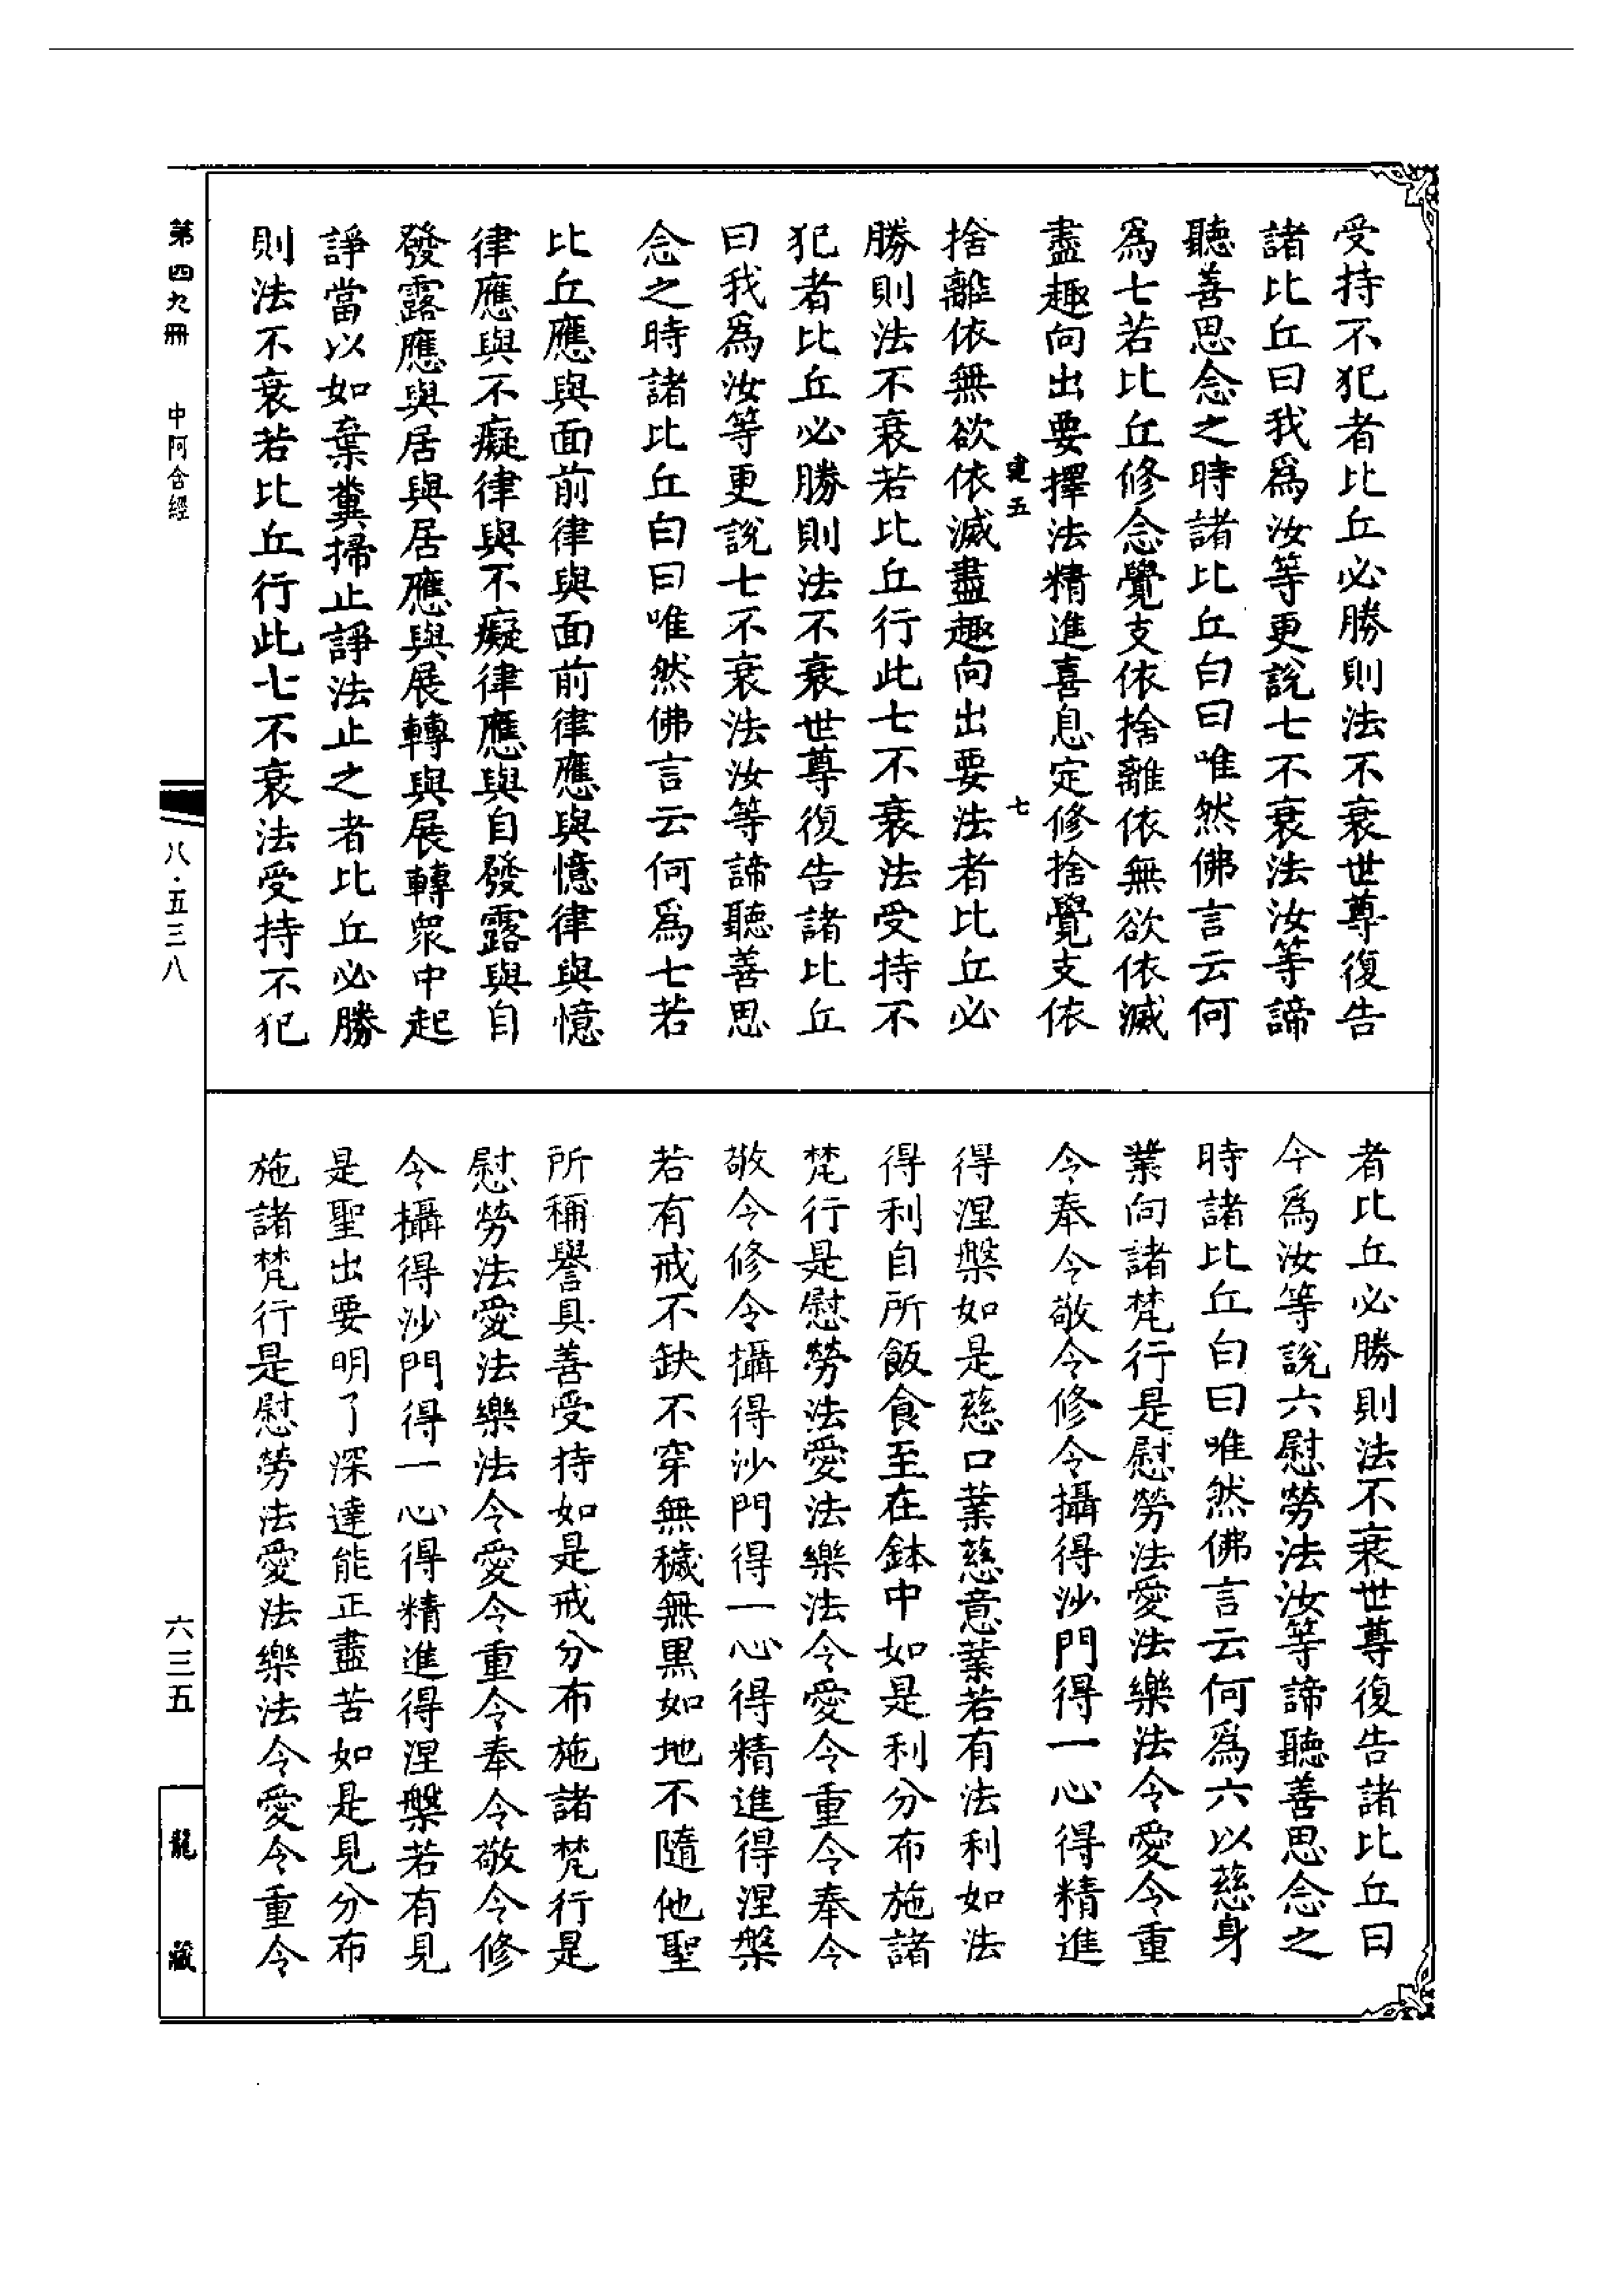 受持不犯者比丘必勝則法不衰世尊復告
諸比丘曰我爲汝等更說七不衰法汝等諦
聽善思念之時諸比丘白曰唯然佛言云何
爲七若比丘修念覺支依捨離依無欲依滅
盡趣向出要擇法精進喜息定修捨覺支依
建五 七
捨離依無欲依滅盡趣向出要法者比丘必
勝則法不衰若比丘行此七不衰法受持不
犯者比丘必勝則法不衰世尊復告諸比丘
曰我爲汝等更說七不衰法汝等諦聽善思
念之時諸比丘白曰唯然佛言云何爲七若
比丘應與面前律與面前律應與憶律與憶
律應與不癡律與不癡律應與自發露與自
發露應與居與居應與展轉與展轉衆中起
諍當以如棄糞掃止諍法止之者比丘必勝
則法不衰若比丘行此七不衰法受持不犯
者比丘必勝則法不衰世尊復告諸比丘曰
今爲汝等說六慰勞法汝等諦聽善思念之
時諸比丘白曰唯然佛言云何爲六以慈身
業向諸梵行是慰勞法愛法樂法令愛令重
令奉令敬令修令攝得沙門得一心得精進
得涅槃如是慈口業慈意業若有法利如法
得利自所飯食至在鉢中如是利分布施諸
梵行是慰勞法愛法樂法令愛令重令奉令
敬令修令攝得沙門得一心得精進得涅槃
若有戒不缺不穿無穢無黑如地不隨他聖
所稱譽具善受持如是戒分布施諸梵行是
慰勞法愛法樂法令愛令重令奉令敬令修
令攝得沙門得一心得精進得涅槃若有見
是聖出要明了深達能正盡苦如是見分布
施諸梵行是慰勞法愛法樂法令愛令重令
第四九冊 中阿含經
八·五三八
六三五
龍藏